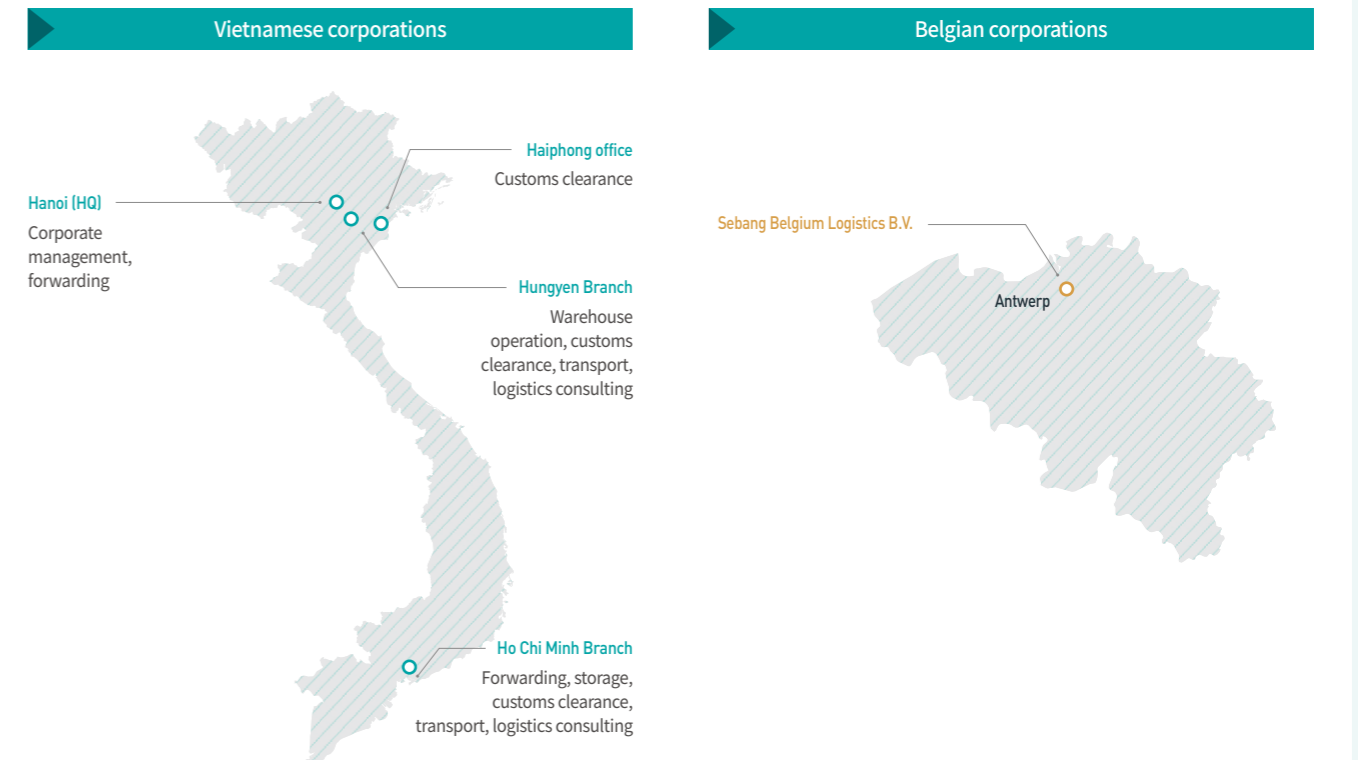 Vietnamese corporations
Haiphong office
Customs clearance
Hanoi (HQ)
Corporate
management,
forwarding
Hungyen Branch
Warehouse
operation, customs
clearance, transport,
logistics consulting
Ho Chi Minh Branch
Forwarding, storage,
customs clearance,
transport, logistics consulting
Belgian corporations
Sebang Belgium Logistics B.V.
Antwerp